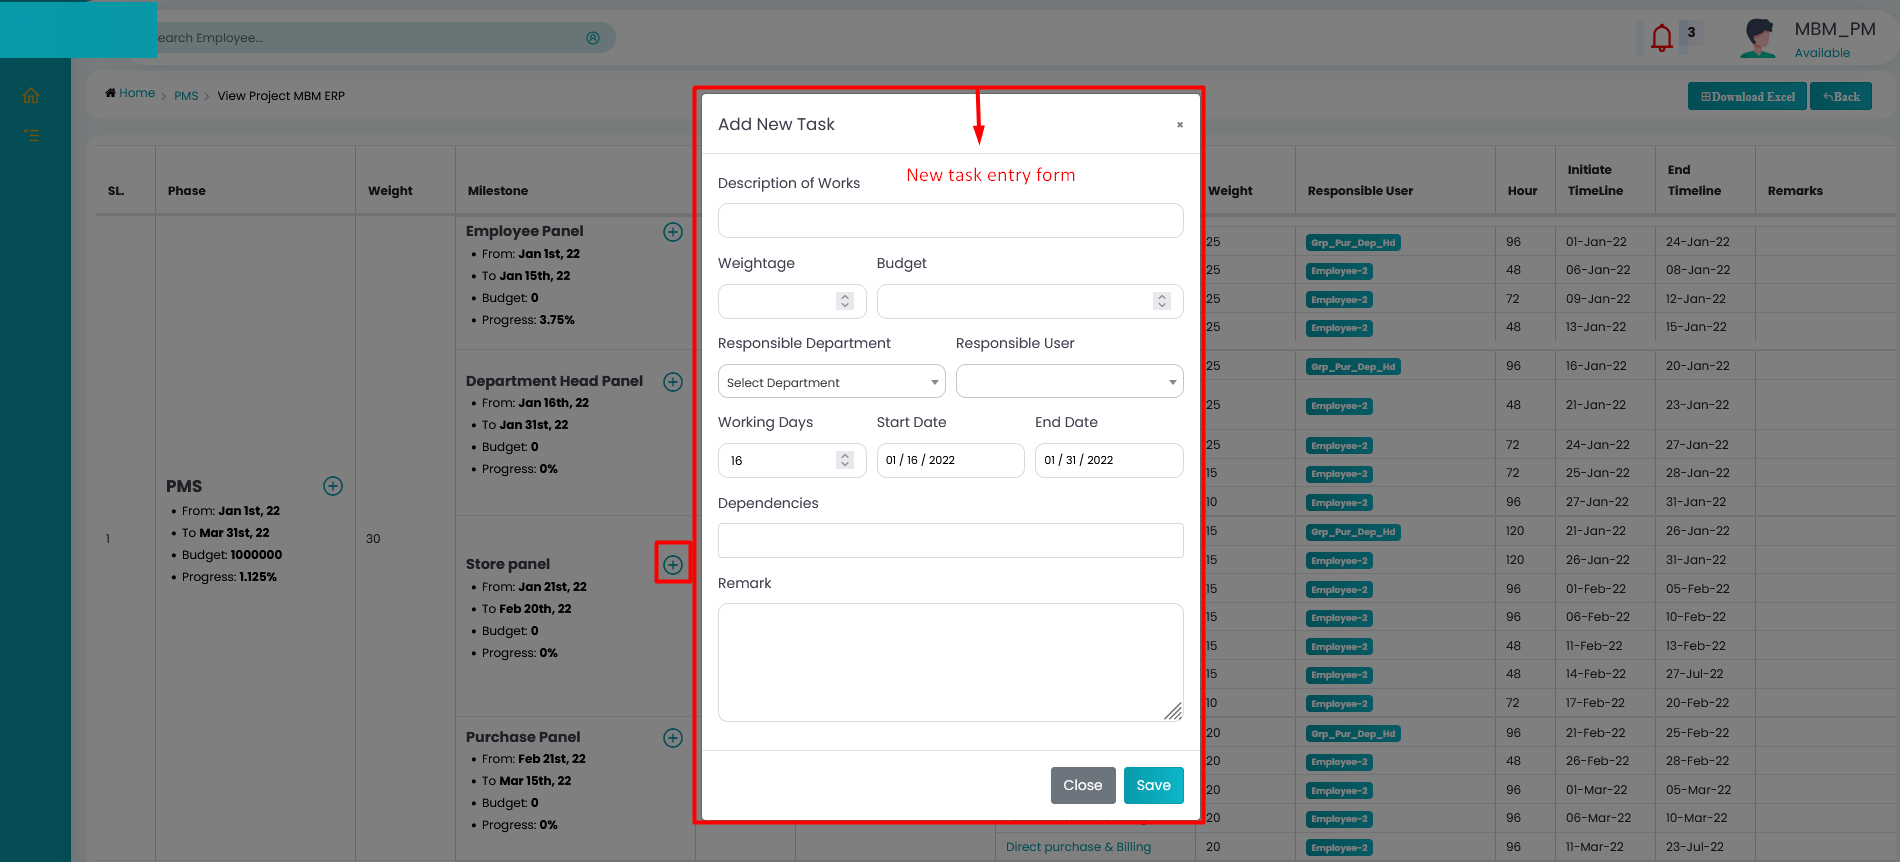 earch Employee...
3
MBM_PM
Available
Home > PMS > View Project MBM ERP
Download Excel
Back
SL.
Phase
Weight
Milestone
Weight
Responsible User
Hour
Initiate TimeLine
End Timeline
Remarks
1
PMS
From: Jan 1st, 22
To Mar 31st, 22
Budget: 1000000
Progress: 1.125%
30
Employee Panel
From: Jan 1st, 22
To Jan 15th, 22
Budget: 0
Progress: 3.75%
Department Head Panel
From: Jan 16th, 22
To Jan 31st, 22
Budget: 0
Progress: 0%
Store panel
From: Jan 21st, 22
To Feb 20th, 22
Budget: 0
Progress: 0%
Purchase Panel
From: Feb 21st, 22
To Mar 15th, 22
Budget: 0
Progress: 0%
Add New Task
×
New task entry form
Description of Works
Weightage
Budget
Responsible Department
Responsible User
Select Department
Working Days
Start Date
End Date
16
01 / 16 / 2022
01 / 31 / 2022
Dependencies
Remark
Close
Save
25 Grp_Pur_Dep_Hd 96 01-Jan-22 24-Jan-22
25 Employee-2 48 06-Jan-22 08-Jan-22
25 Employee-2 72 09-Jan-22 12-Jan-22
25 Employee-2 48 13-Jan-22 15-Jan-22
25 Grp_Pur_Dep_Hd 96 16-Jan-22 20-Jan-22
25 Employee-2 48 21-Jan-22 23-Jan-22
25 Employee-2 72 24-Jan-22 27-Jan-22
15 Employee-2 72 25-Jan-22 28-Jan-22
10 Employee-2 96 27-Jan-22 31-Jan-22
15 Grp_Pur_Dep_Hd 120 21-Jan-22 26-Jan-22
15 Employee-2 120 26-Jan-22 31-Jan-22
15 Employee-2 96 01-Feb-22 05-Feb-22
15 Employee-2 96 06-Feb-22 10-Feb-22
15 Employee-2 48 11-Feb-22 13-Feb-22
15 Employee-2 48 14-Feb-22 27-Jul-22
10 Employee-2 72 17-Feb-22 20-Feb-22
20 Grp_Pur_Dep_Hd 96 21-Feb-22 25-Feb-22
20 Employee-2 48 26-Feb-22 28-Feb-22
20 Employee-2 96 01-Mar-22 05-Mar-22
20 Employee-2 96 06-Mar-22 10-Mar-22
Direct purchase & Billing 20 Employee-2 96 11-Mar-22 23-Jul-22